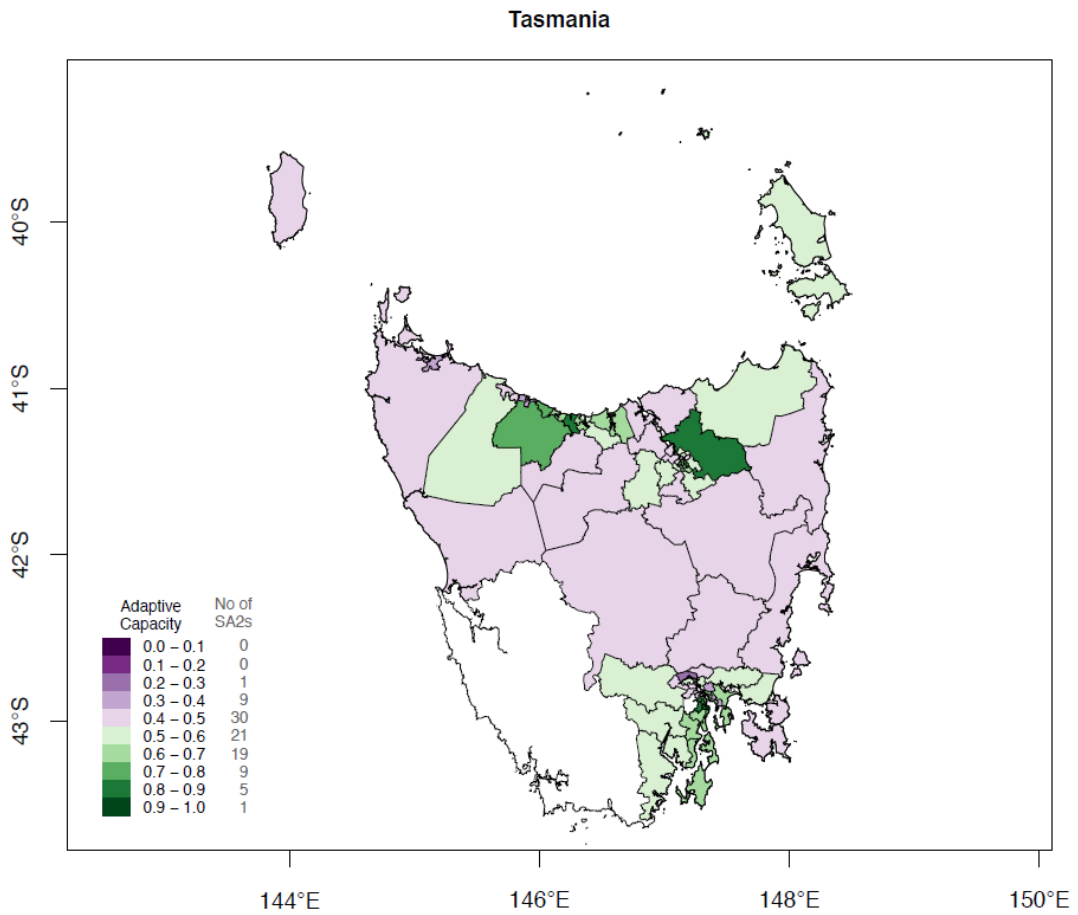 Tasmania
40°S
41°S
42°S
43°S
Adaptive Capacity No of SA2s
0.0 – 0.1 0
0.1 – 0.2 0
0.2 – 0.3 1
0.3 – 0.4 9
0.4 – 0.5 30
0.5 – 0.6 21
0.6 – 0.7 19
0.7 – 0.8 9
0.8 – 0.9 5
0.9 – 1.0 1
144°E 146°E 148°E 150°E